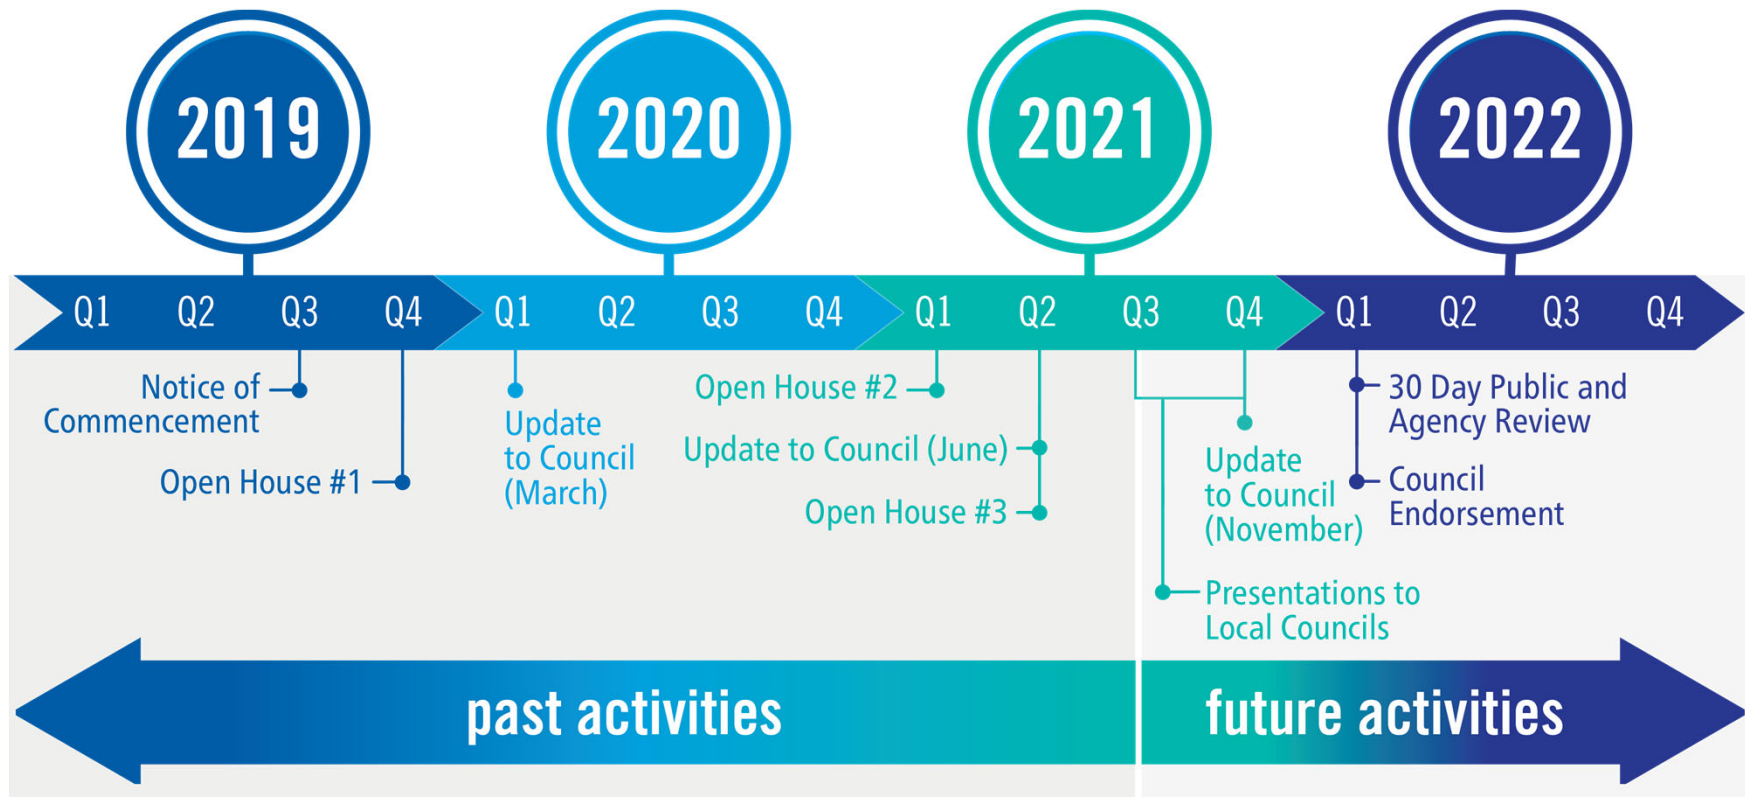 2019
2020
2021
2022
Q1 Q2 Q3 Q4 Q1 Q2 Q3 Q4 Q1 Q2 Q3 Q4 Q1 Q2 Q3 Q4
Notice of
Commencement
Open House #1
Update
to Council
(March)
Open House #2
Update to Council (June)
Open House #3
Update
to Council
(November)
Presentations to
Local Councils
30 Day Public and
Agency Review
Council
Endorsement
past activities
future activities